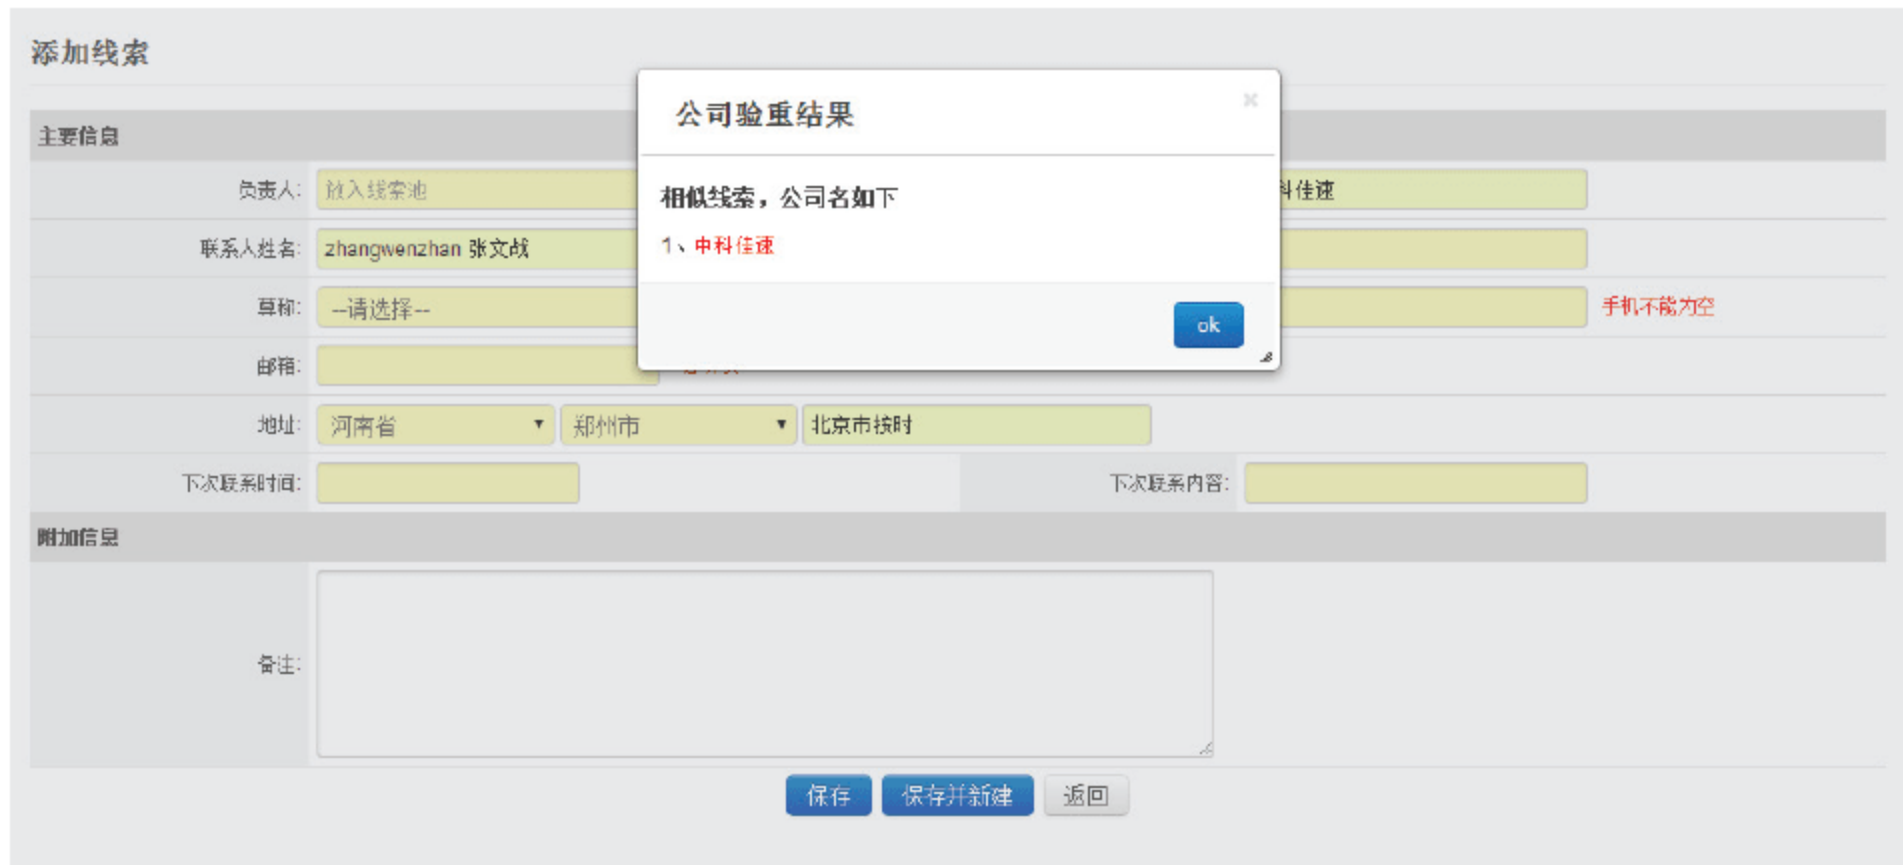 添加线索
公司验重结果
×
主要信息
负责人: 放入线索池
科佳速
相似线索，公司名如下
联系人姓名: zhangwenzhan 张文战
1、中科佳速
尊称: --请选择--
手机不能为空
ok
邮箱:
地址: 河南省 郑州市 北京市按时
下次联系时间: 下次联系内容:
附加信息
备注:
保存 保存并新建 返回